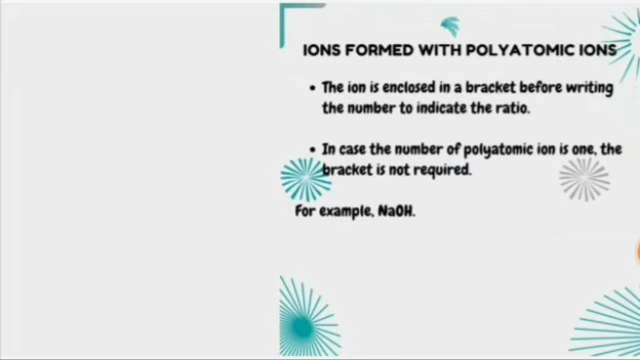 IONS FORMED WITH POLYATOMIC IONS
• The ion is enclosed in a bracket before writing
the number to indicate the ratio.
• In case the number of polyatomic ion is one, the
bracket is not required.
For example, NaOH.